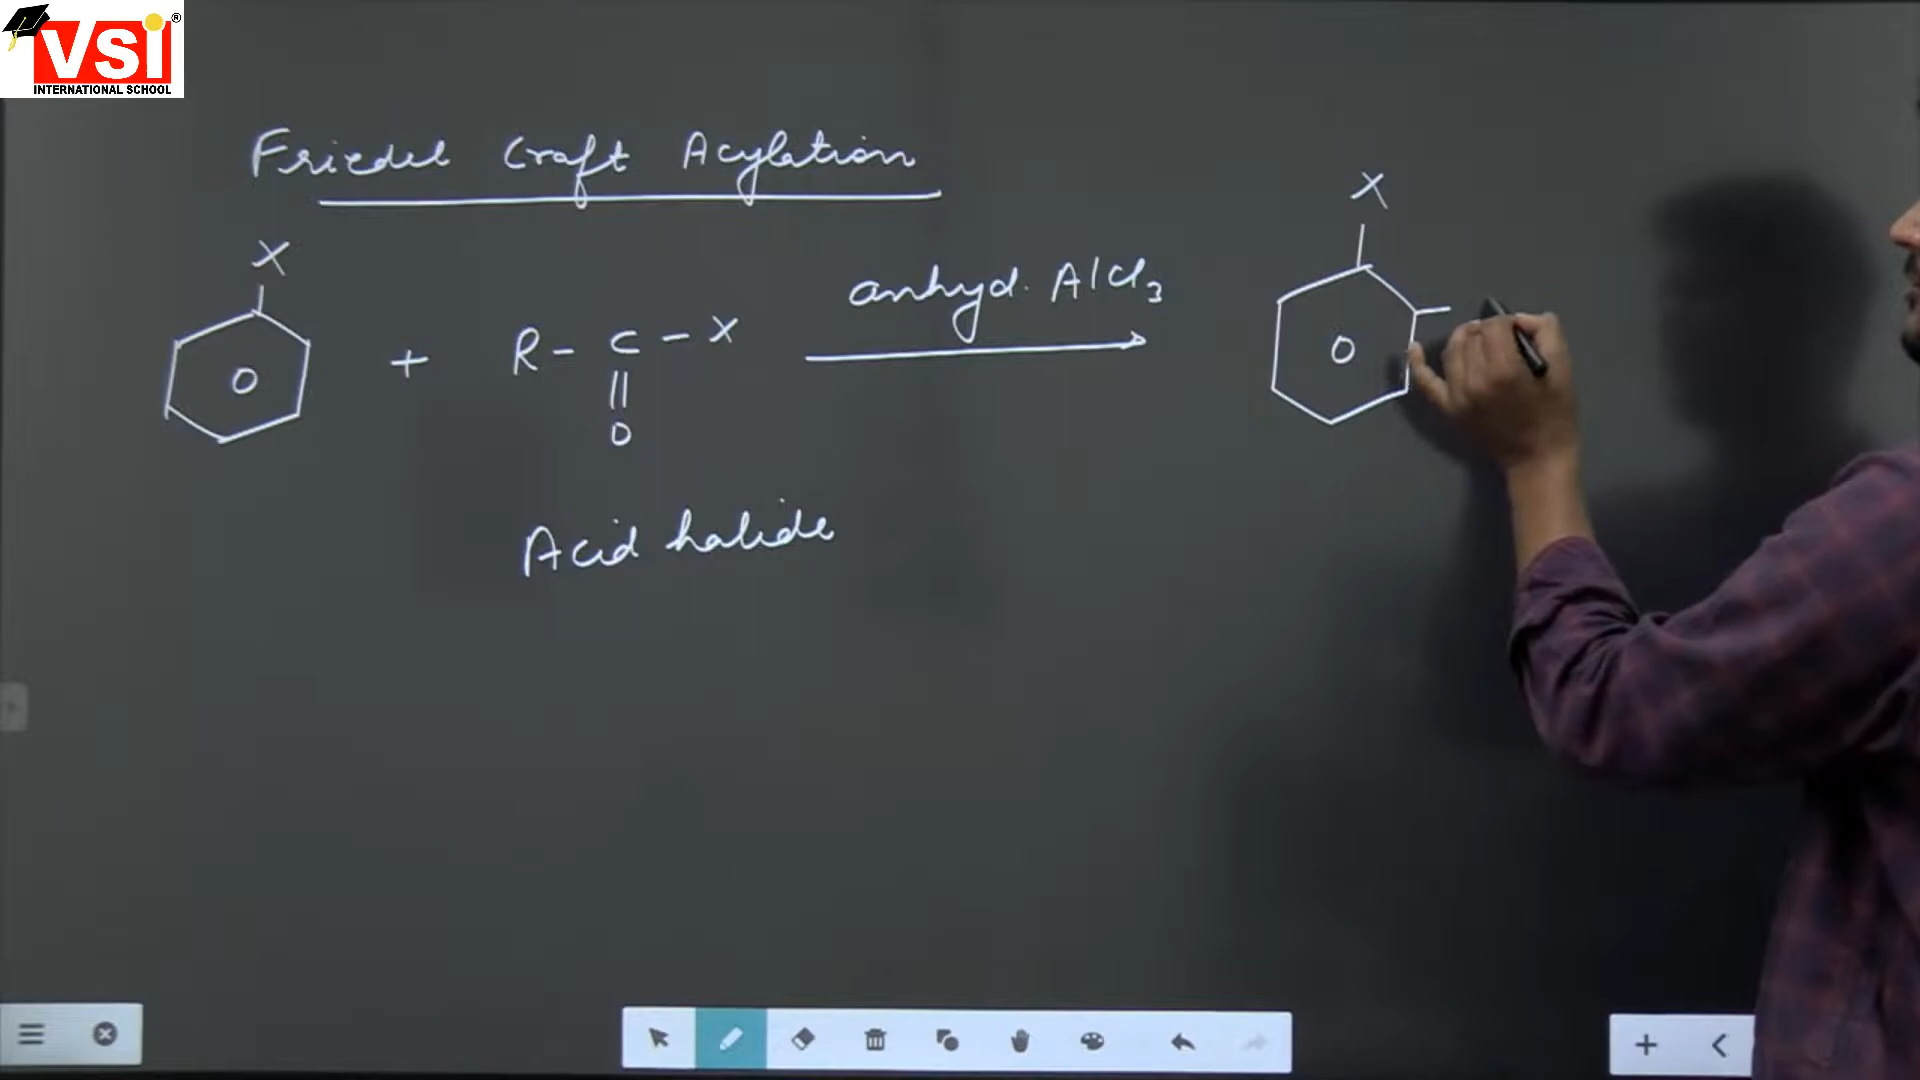 VSI ®
INTERNATIONAL SCHOOL
Friedel Craft Acylation
X
O
+
R - C - X
O
anhyd. AlCl3
X
O
Acid halide